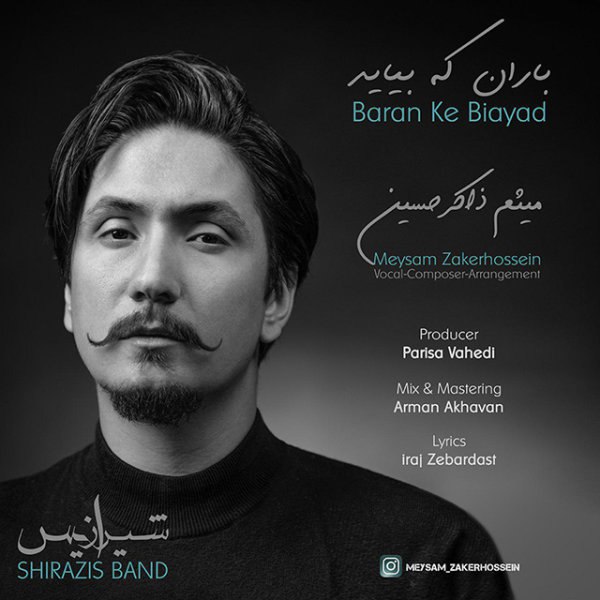 باران که بیاید
Baran Ke Biayad
میثم ذاکرحسین
Meysam Zakerhossein
Vocal-Composer-Arrangement
Producer
Parisa Vahedi
Mix & Mastering
Arman Akhavan
Lyrics
iraj Zebardast
شیرازیس
SHIRAZIS BAND
MEYSAM_ZAKERHOSSEIN